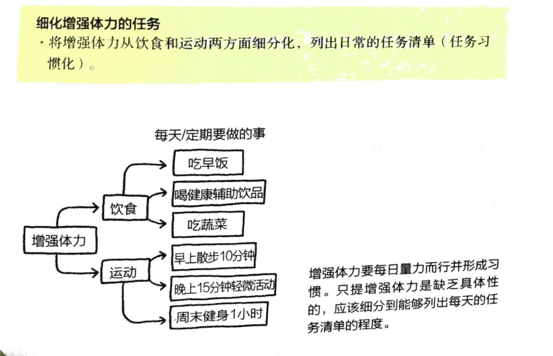 细化增强体力的任务
·将增强体力从饮食和运动两方面细分化，列出日常的任务清单（任务习
惯化）。
每天/定期要做的事
吃早饭
喝健康辅助饮品
饮食
吃蔬菜
增强体力
早上散步10分钟
运动
晚上15分钟轻微活动
周末健身1小时
增强体力要每日量力而行并形成习
惯。只提增强体力是缺乏具体性
的，应该细分到能够列出每天的任
务清单的程度。